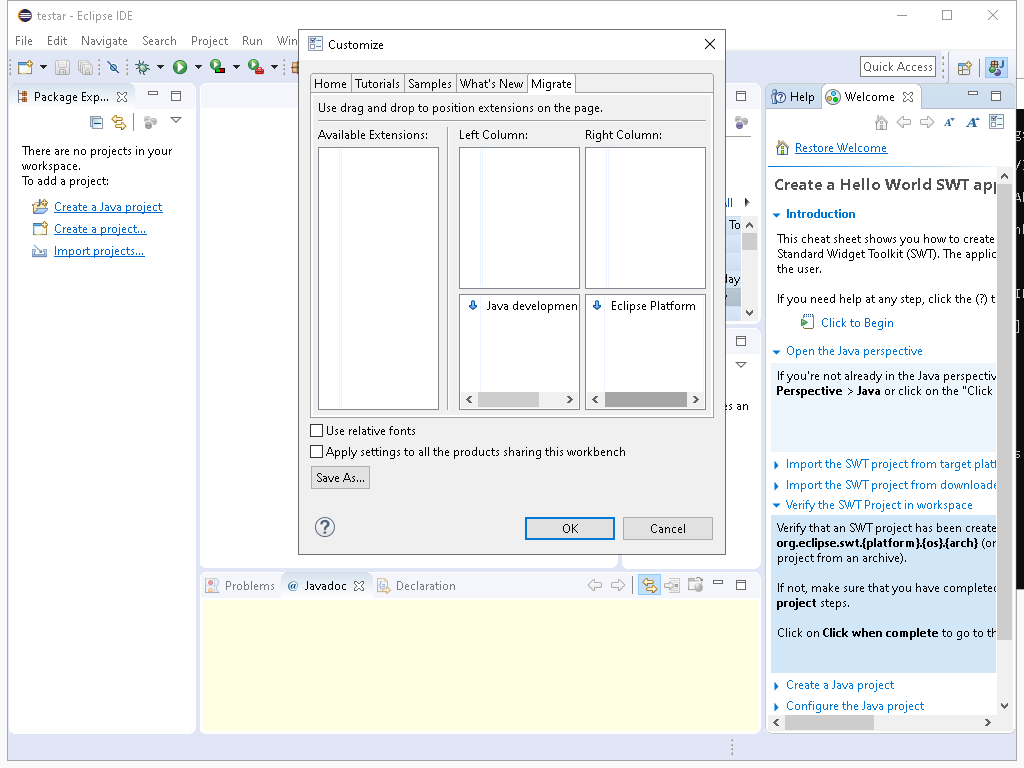 testar - Eclipse IDE
File Edit Navigate Search Project Run Win
Quick Access
Package Exp...
There are no projects in your
workspace.
To add a project:
Create a Java project
Create a project...
Import projects...
Customize
Home Tutorials Samples What's New Migrate
Use drag and drop to position extensions on the page.
Available Extensions: Left Column: Right Column:
Java developmen
Eclipse Platform
Use relative fonts
Apply settings to all the products sharing this workbench
Save As...
OK Cancel
To
day
es an
Problems @ Javadoc Declaration
Help Welcome
Restore Welcome
Create a Hello World SWT app
Introduction
This cheat sheet shows you how to create
Standard Widget Toolkit (SWT). The applic
the user.
If you need help at any step, click the (?) t
Click to Begin
Open the Java perspective
If you're not already in the Java perspectiv
Perspective > Java or click on the "Click
Import the SWT project from target platf
Import the SWT project from downloade
Verify the SWT Project in workspace
Verify that an SWT project has been create
org.eclipse.swt.{platform}.{os}.{arch} (or
project from an archive).
If not, make sure that you have completed
project steps.
Click on Click when complete to go to th
Create a Java project
Configure the Java project